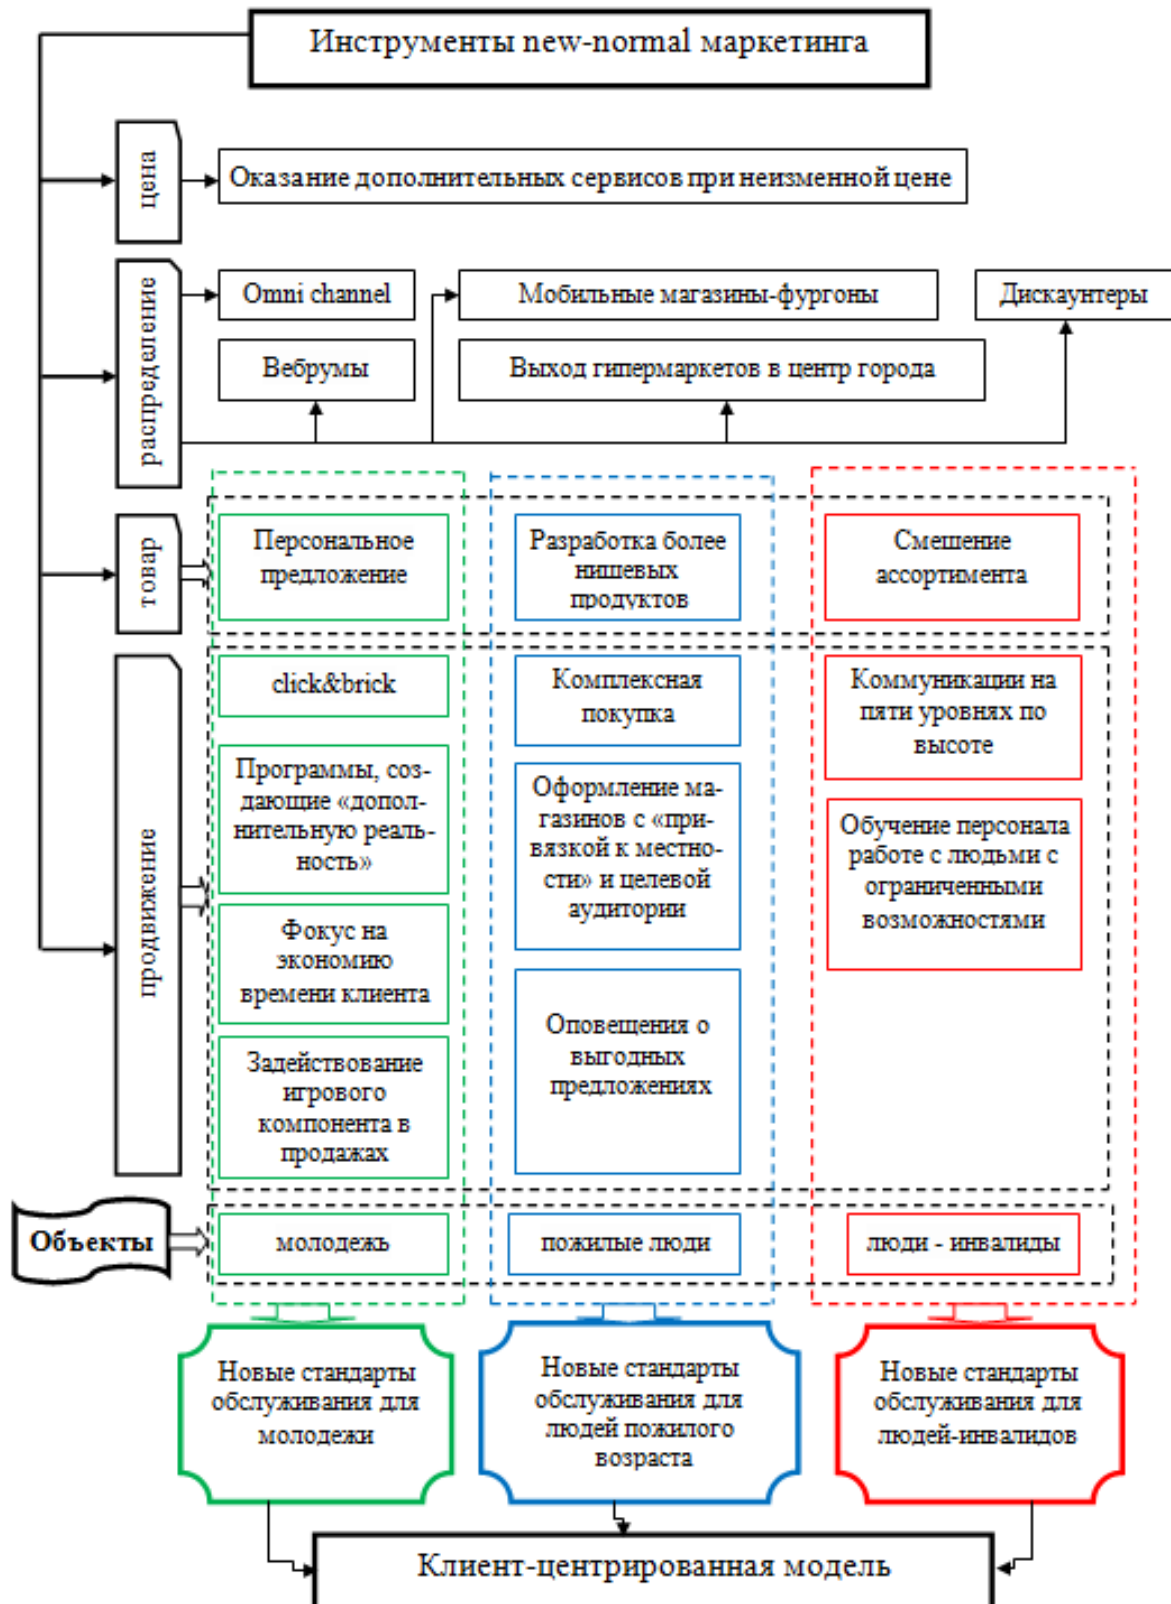 Инструменты new-normal маркетинга
цена
Оказание дополнительных сервисов при неизменной цене
распределение
Omni channel
Мобильные магазины-фургоны
Дискаунтеры
Вебрумы
Выход гипермаркетов в центр города
товар
Персональное
предложение
Разработка более
нишевых
продуктов
Смешение
ассортимента
продвижение
click&brick
Программы, соз-
дающие «допол-
нительную реаль-
ность»
Фокус на
экономию
времени клиента
Задействование
игрового
компонента в
продажах
Комплексная
покупка
Оформление ма-
газинов с «при-
вязкой к местно-
сти» и целевой
аудитории
Оповещения о
выгодных
предложениях
Коммуникации на
пяти уровнях по
высоте
Обучение персонала
работе с людьми с
ограниченными
возможностями
Объекты
молодежь
пожилые люди
люди - инвалиды
Новые стандарты
обслуживания для
молодежи
Новые стандарты
обслуживания для
людей пожилого
возраста
Новые стандарты
обслуживания для
людей-инвалидов
Клиент-центрированная модель